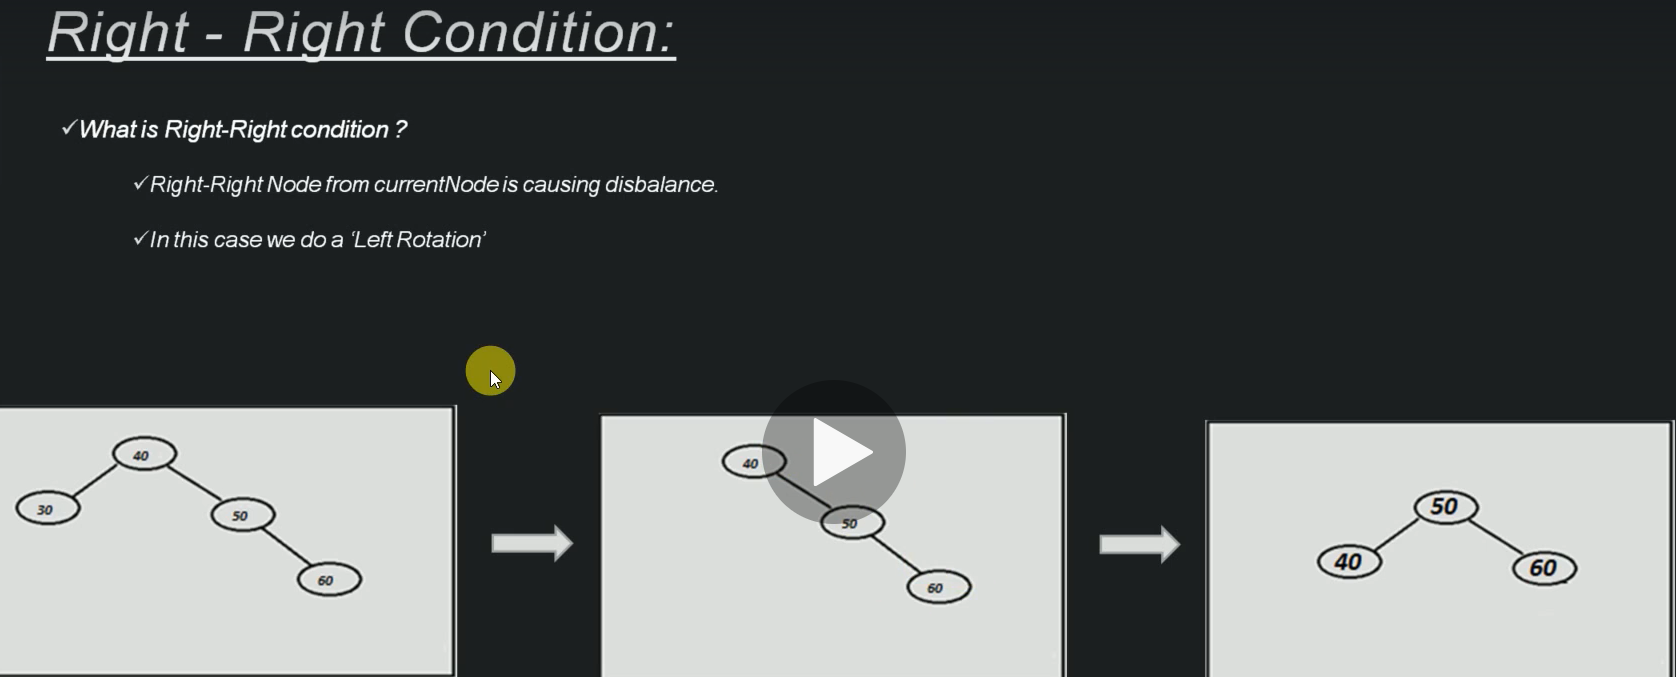 Right - Right Condition:
✓What is Right-Right condition ?
✓Right-Right Node from currentNode is causing disbalance.
✓In this case we do a ‘Left Rotation’
40
30
50
60
40
50
60
50
40
60